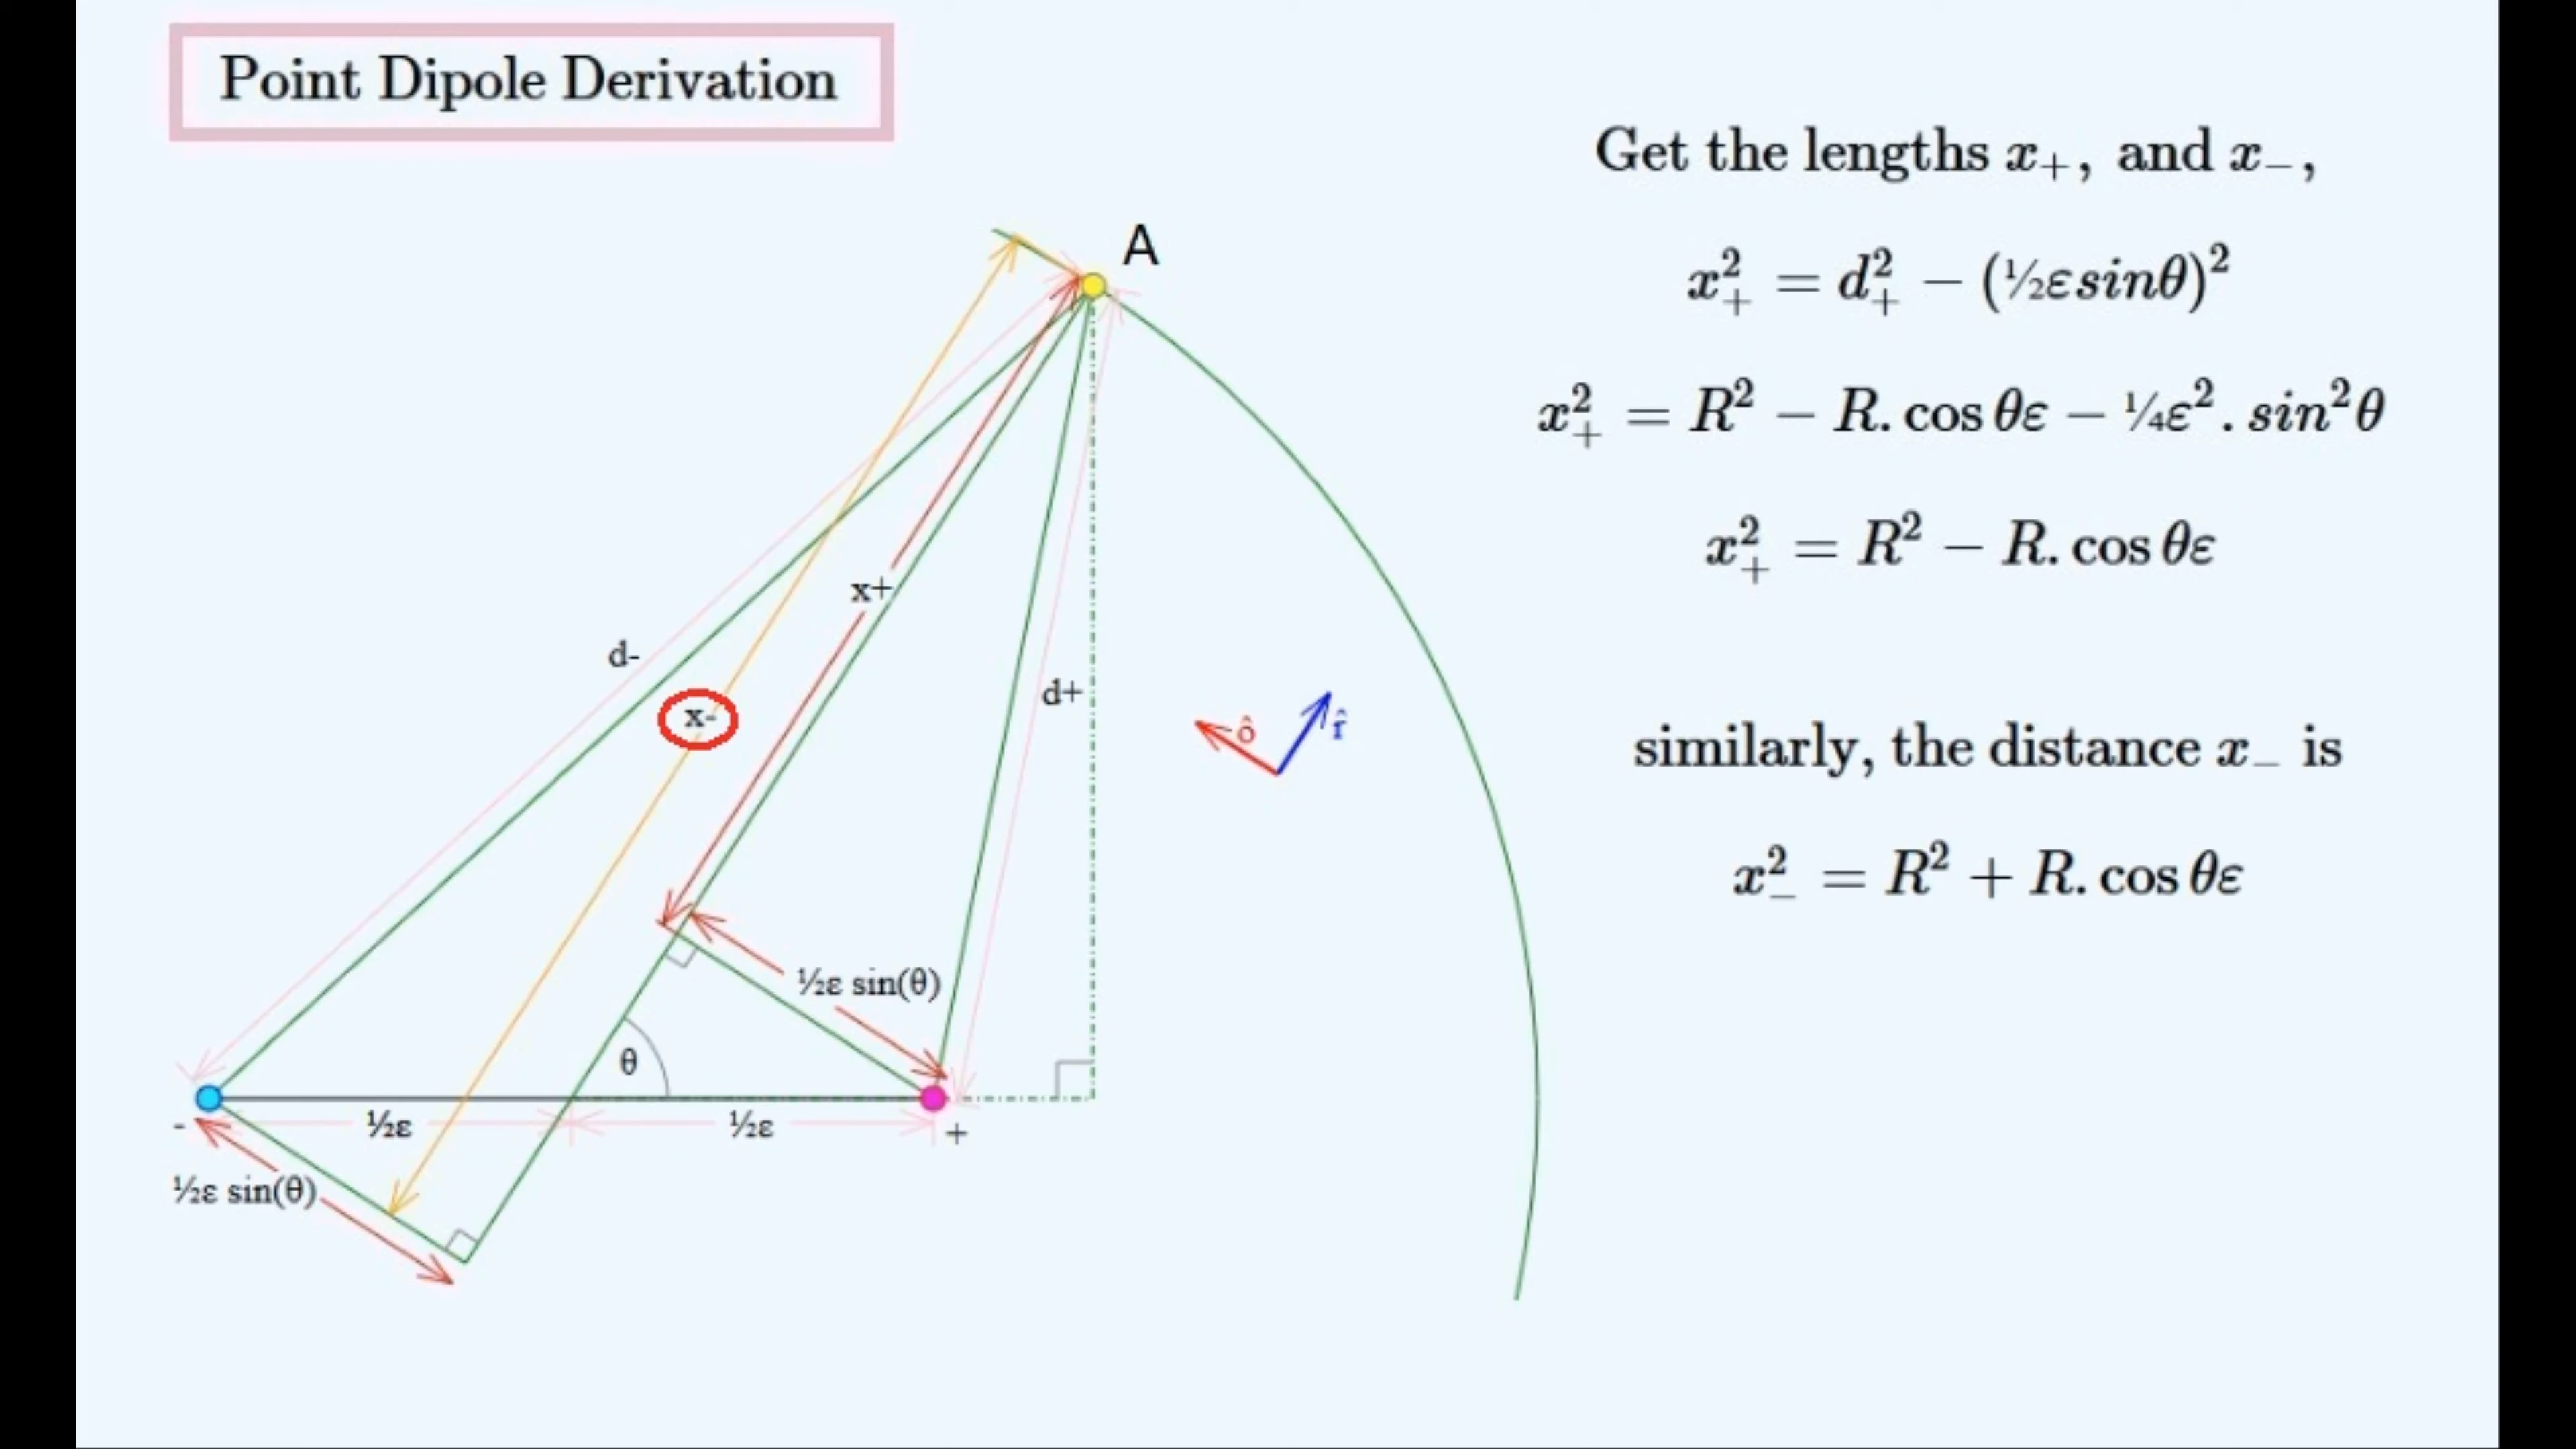 Point Dipole Derivation
Get the lengths x₊, and x₋,
x₊² = d₊² − (½εsinθ)²
x₊² = R² − R. cos θε − ¼ε². sin²θ
x₊² = R² − R. cos θε
similarly, the distance x₋ is
x₋² = R² + R. cos θε
A
x+
d-
d+
x-
ô
r̂
½ε sin(θ)
θ
½ε
½ε
-
+
½ε sin(θ)